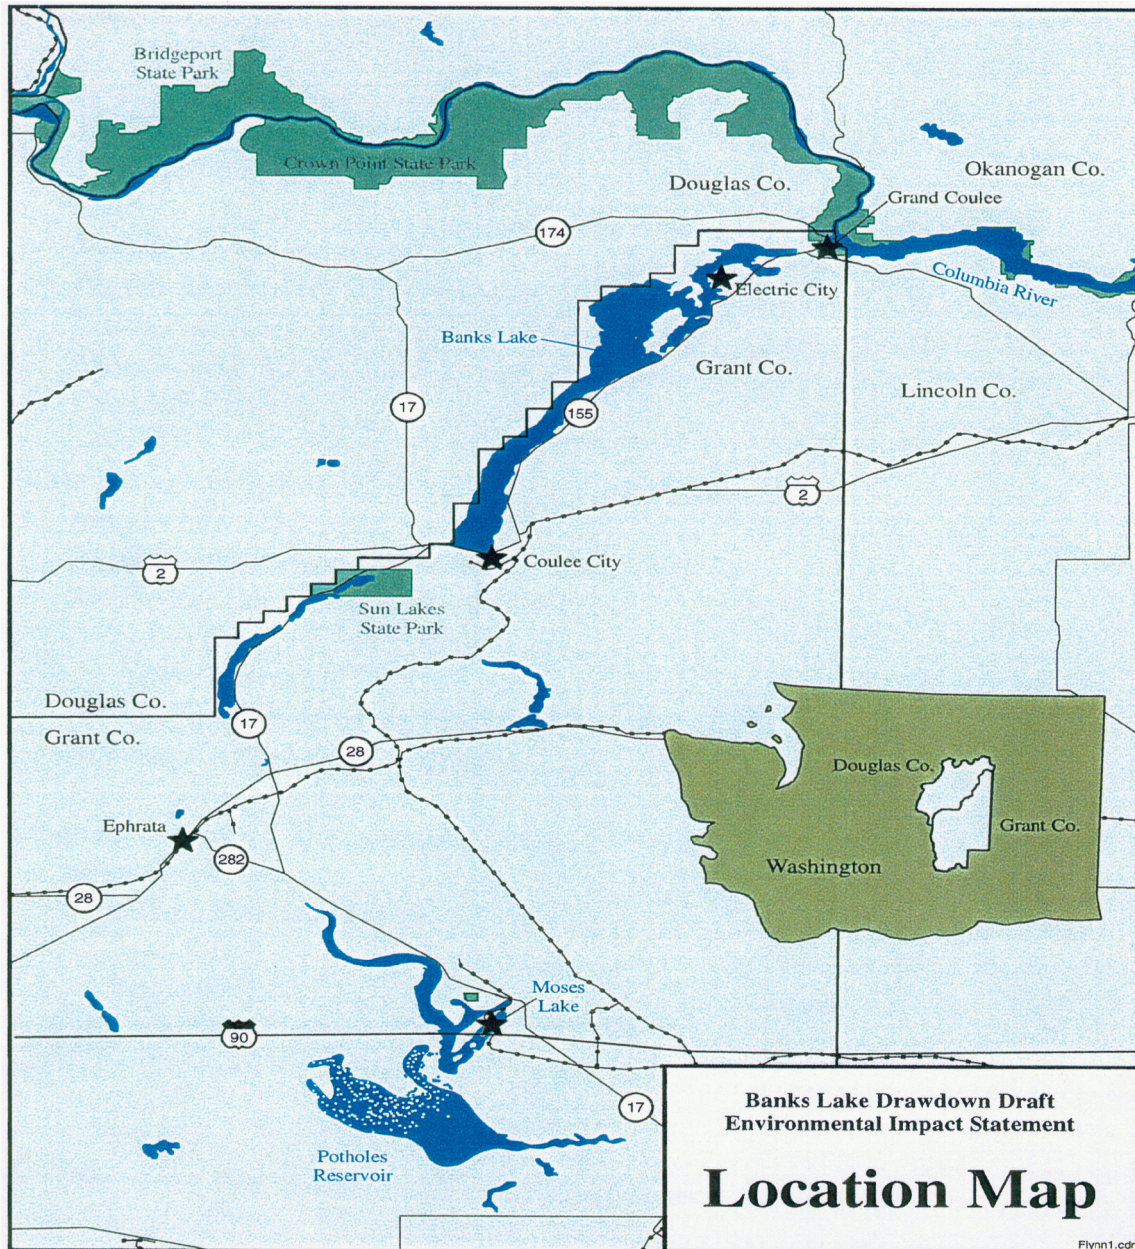 Bridgeport
State Park
Crown Point State Park
Douglas Co.
Okanogan Co.
Grand Coulee
174
Electric City
Columbia River
Banks Lake
Grant Co.
Lincoln Co.
17
155
2
2
Coulee City
Sun Lakes
State Park
Douglas Co.
Grant Co.
17
28
Douglas Co.
Grant Co.
Washington
Ephrata
282
28
Moses
Lake
90
17
Potholes
Reservoir
Banks Lake Drawdown Draft
Environmental Impact Statement
Location Map
Flynn1.cdr